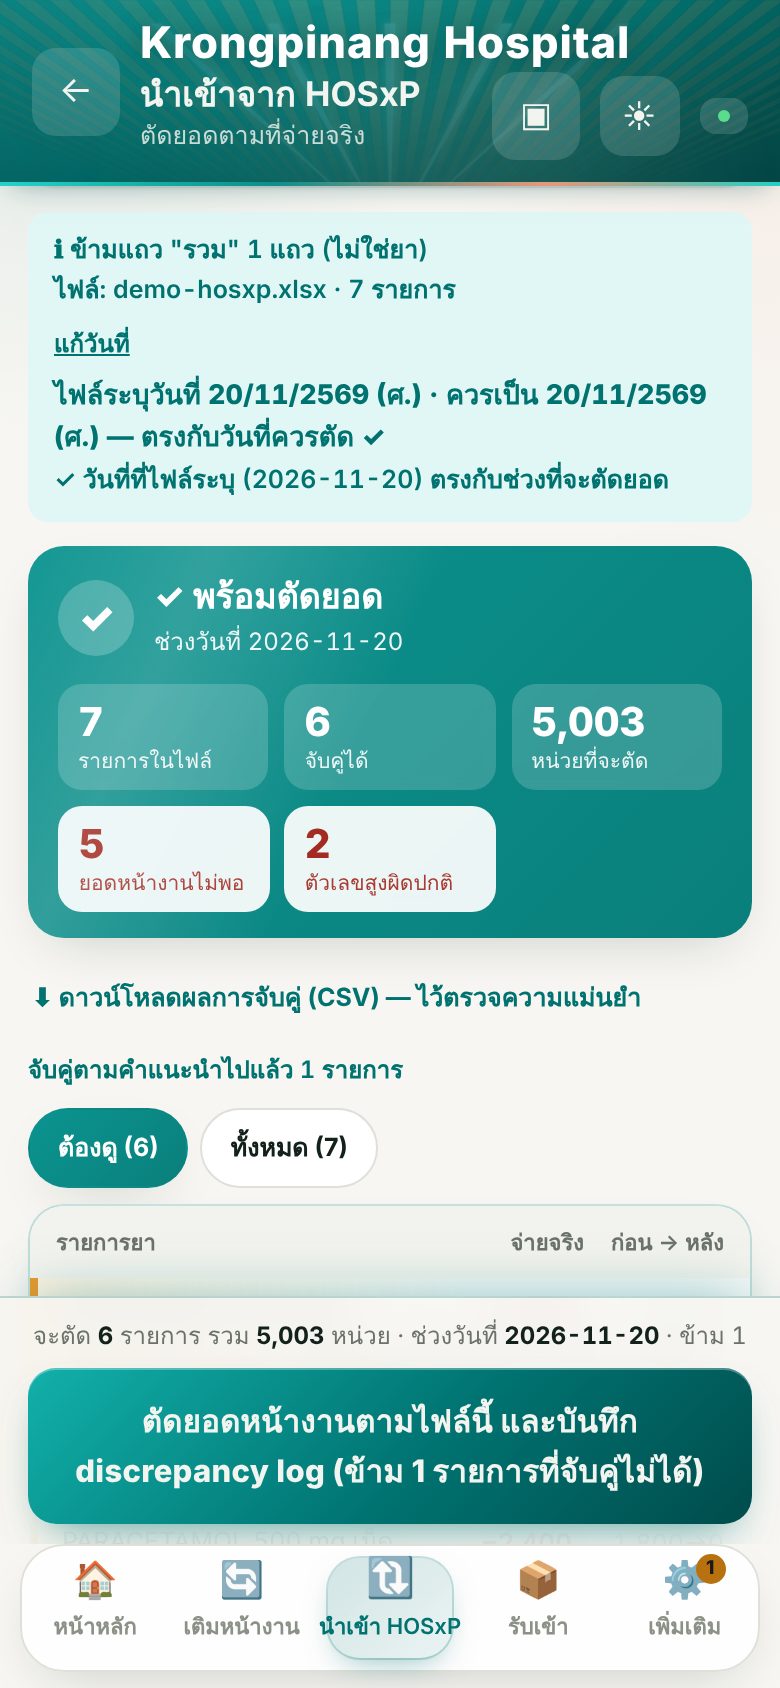 Krongpinang Hospital
นำเข้าจาก HOSxP
ตัดยอดตามที่จ่ายจริง
ℹ ข้ามแถว "รวม" 1 แถว (ไม่ใช่ยา)
ไฟล์: demo-hosxp.xlsx · 7 รายการ
แก้วันที่
ไฟล์ระบุวันที่ 20/11/2569 (ศ.) · ควรเป็น 20/11/2569
(ศ.) — ตรงกับวันที่ควรตัด ✓
✓ วันที่ที่ไฟล์ระบุ (2026-11-20) ตรงกับช่วงที่จะตัดยอด
✓ พร้อมตัดยอด
ช่วงวันที่ 2026-11-20
7 6 5,003
รายการในไฟล์ จับคู่ได้ หน่วยที่จะตัด
5 2
ยอดหน้างานไม่พอ ตัวเลขสูงผิดปกติ
⬇ ดาวน์โหลดผลการจับคู่ (CSV) — ไว้ตรวจความแม่นยำ
จับคู่ตามคำแนะนำไปแล้ว 1 รายการ
ต้องดู (6) ทั้งหมด (7)
รายการยา จ่ายจริง ก่อน → หลัง
จะตัด 6 รายการ รวม 5,003 หน่วย · ช่วงวันที่ 2026-11-20 · ข้าม 1
ตัดยอดหน้างานตามไฟล์นี้ และบันทึก
discrepancy log (ข้าม 1 รายการที่จับคู่ไม่ได้)
PARACETAMOL 500 mg เม็ด −2,400
1
หน้าหลัก เติมหน้างาน นำเข้า HOSxP รับเข้า เพิ่มเติม